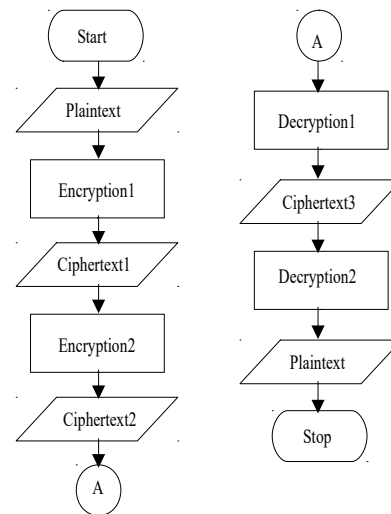 Start
Plaintext
Encryption1
Ciphertext1
Encryption2
Ciphertext2
A
A
Decryption1
Ciphertext3
Decryption2
Plaintext
Stop